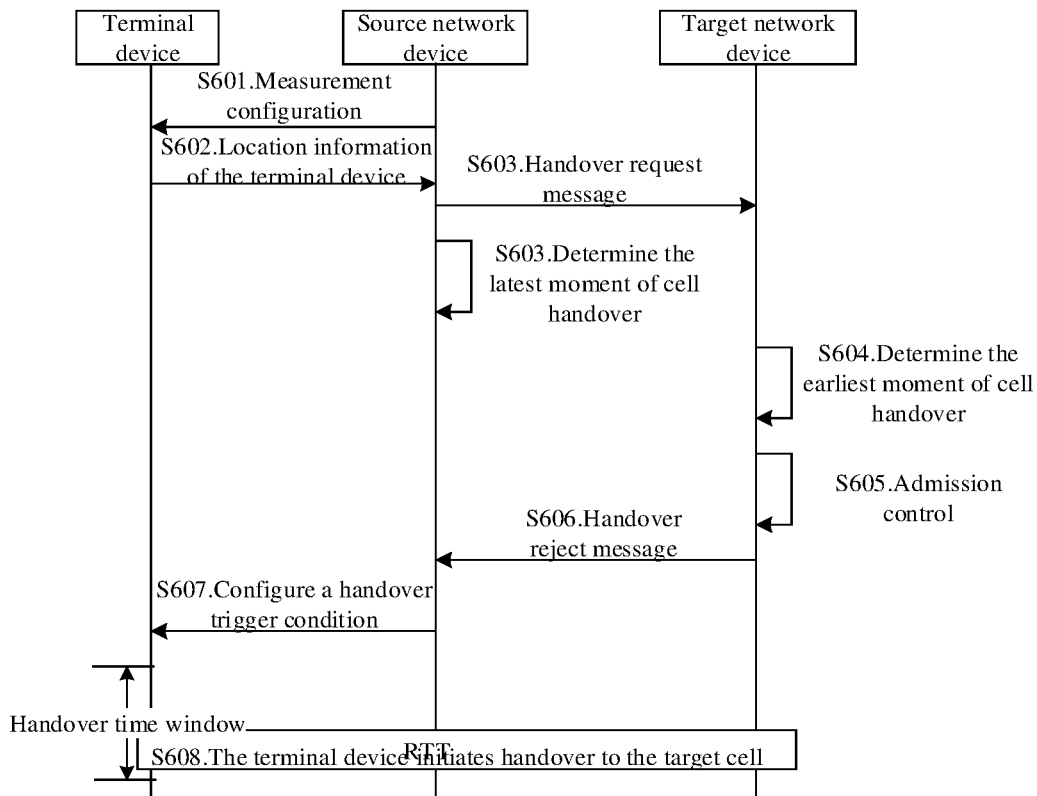 Terminal
device
Source network
device
Target network
device
S601.Measurement
configuration
S602.Location information
of the terminal device
S603.Handover request
message
S603.Determine the
latest moment of cell
handover
S604.Determine the
earliest moment of cell
handover
S605.Admission
control
S606.Handover
reject message
S607.Configure a handover
trigger condition
Handover time window
RTT
S608.The terminal device initiates handover to the target cell